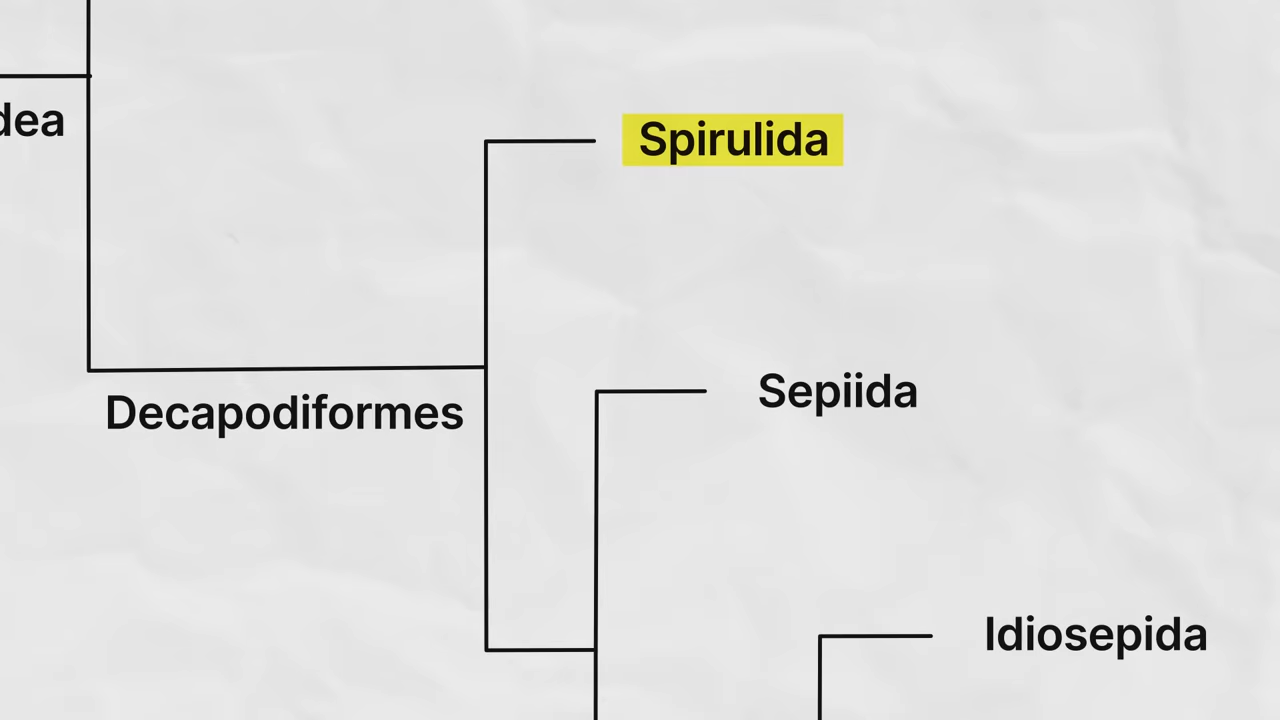 dea
Spirulida
Sepiida
Decapodiformes
Idiosepida